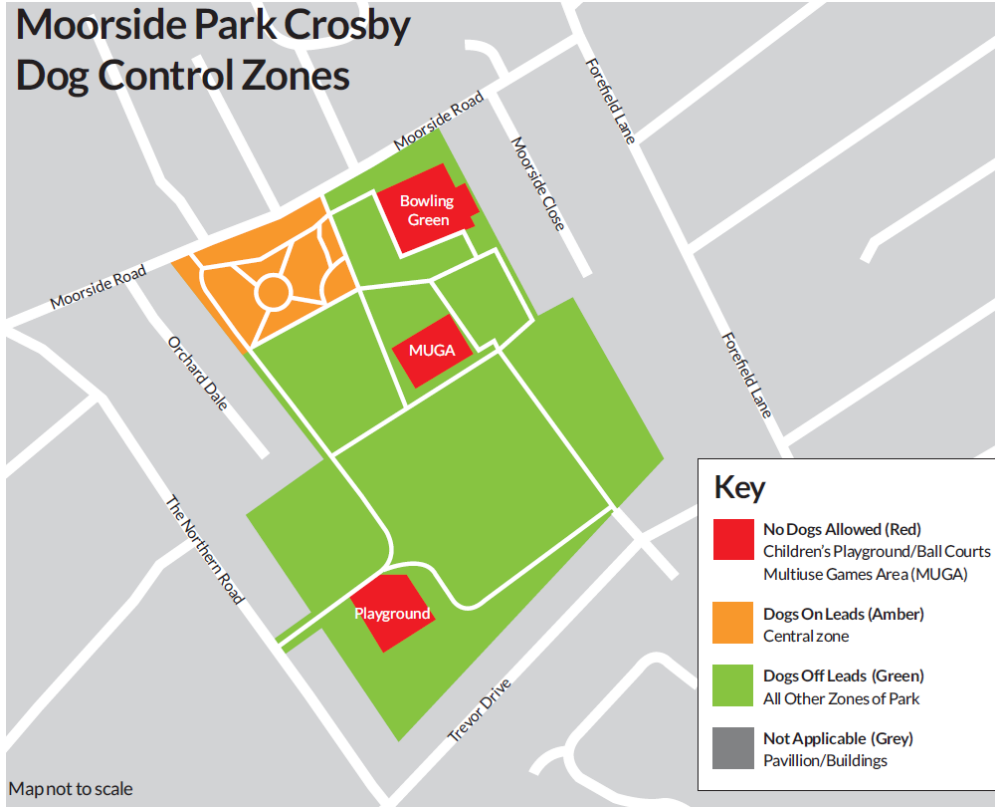 Moorside Park Crosby
Dog Control Zones
Moorside Road
Forefield Lane
Moorside Close
Bowling
Green
Moorside Road
Orchard Dale
MUGA
Forefield Lane
The Northern Road
Playground
Trevor Drive
Key
No Dogs Allowed (Red)
Children's Playground/Ball Courts
Multiuse Games Area (MUGA)
Dogs On Leads (Amber)
Central zone
Dogs Off Leads (Green)
All Other Zones of Park
Not Applicable (Grey)
Pavillion/Buildings
Map not to scale